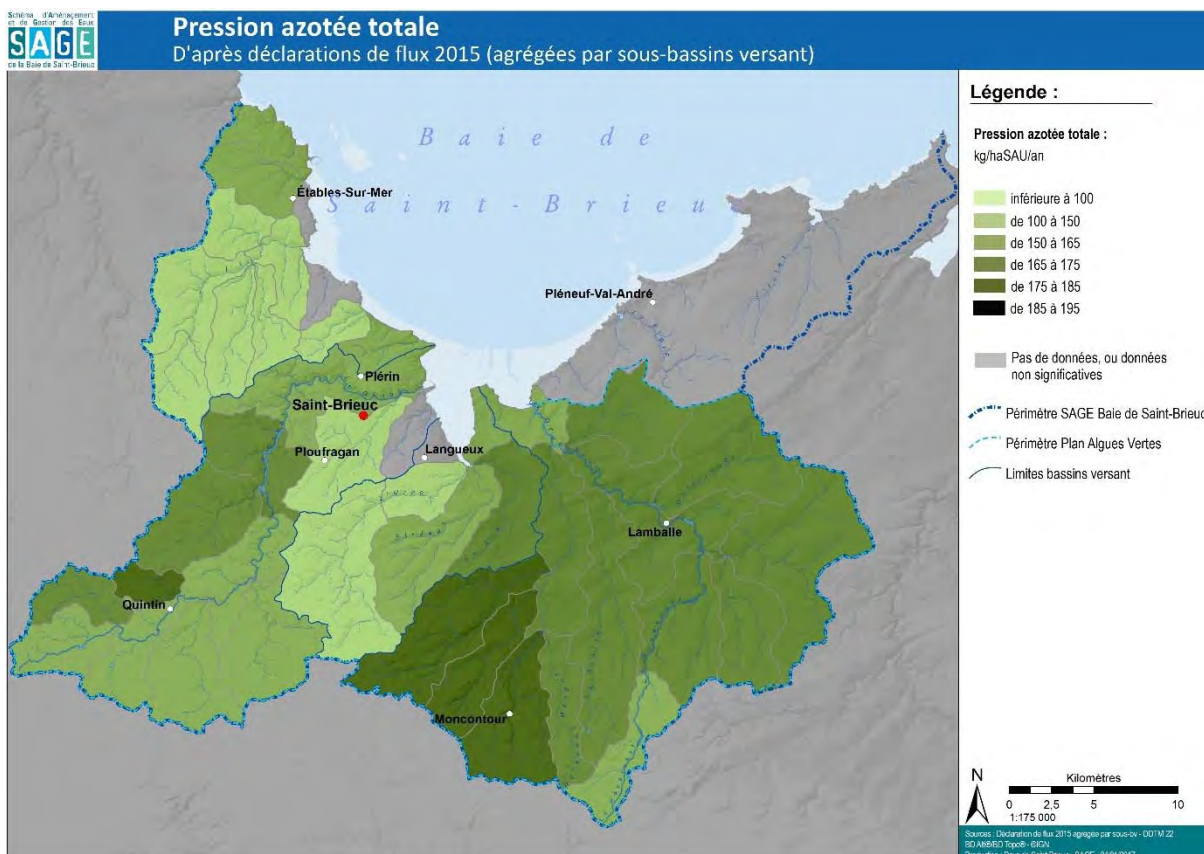 Schéma d'Aménagement
et de Gestion des Eaux
SAGE
de la Baie de Saint-Brieuc
Pression azotée totale
D'après déclarations de flux 2015 (agrégées par sous-bassins versant)
Baie de
Saint-Brieuc
Étables-Sur-Mer
Pléneuf-Val-André
Plérin
Saint-Brieuc
Ploufragan
Langueux
Lamballe
Quintin
Moncontour
Légende :
Pression azotée totale :
kg/haSAU/an
inférieure à 100
de 100 à 150
de 150 à 165
de 165 à 175
de 175 à 185
de 185 à 195
Pas de données, ou données
non significatives
Périmètre SAGE Baie de Saint-Brieuc
Périmètre Plan Algues Vertes
Limites bassins versant
N
Kilomètres
0 2,5 5 10
1:175 000
Sources : Déclaration de flux 2015 agrégée par sous-bv - DDTM 22